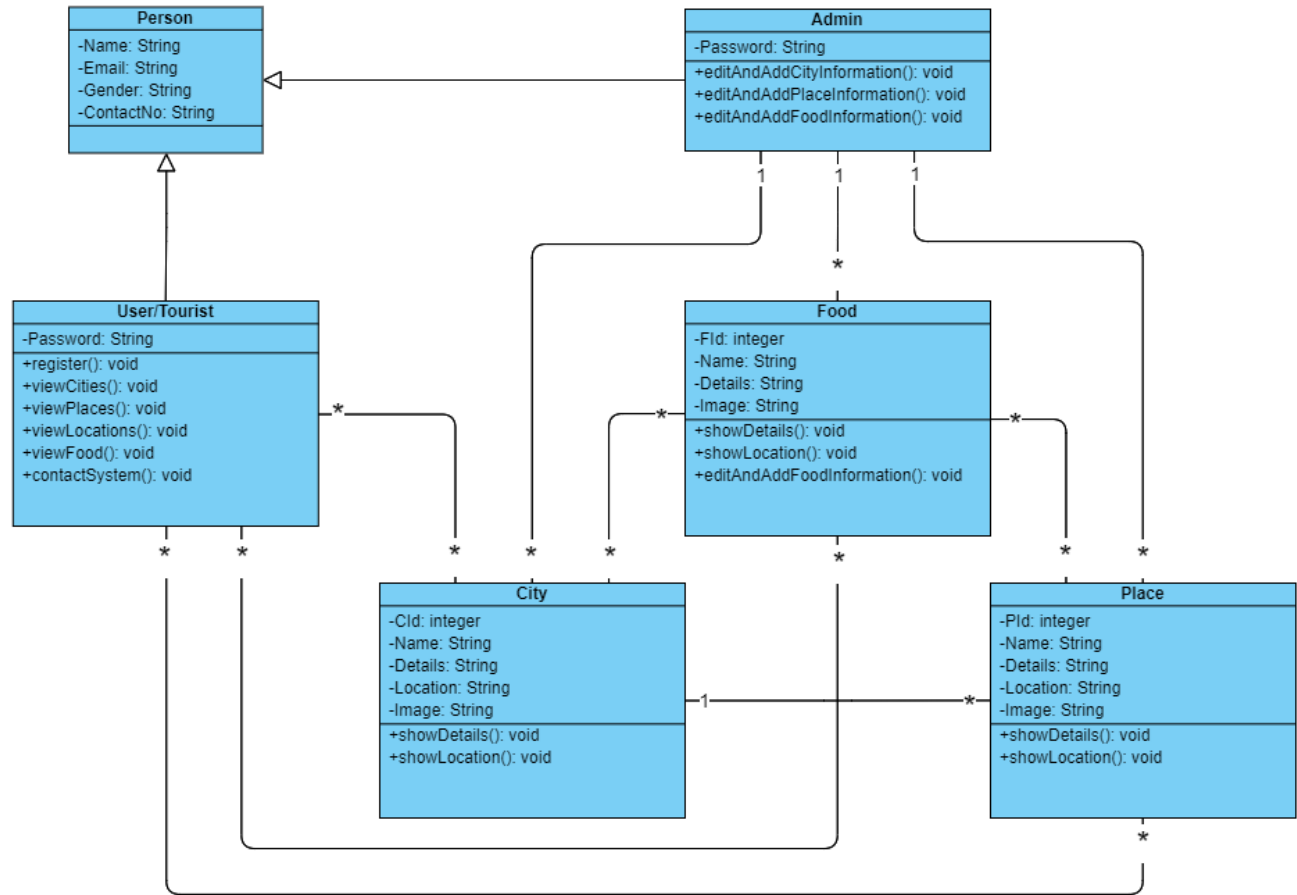 Person
-Name: String
-Email: String
-Gender: String
-ContactNo: String
Admin
-Password: String
+editAndAddCityInformation(): void
+editAndAddPlaceInformation(): void
+editAndAddFoodInformation(): void
1
1
1
*
User/Tourist
-Password: String
+register(): void
+viewCities(): void
+viewPlaces(): void
+viewLocations(): void
+viewFood(): void
+contactSystem(): void
*
Food
-FId: integer
-Name: String
-Details: String
-Image: String
+showDetails(): void
+showLocation(): void
+editAndAddFoodInformation(): void
*
*
*
*
*
*
*
*
*
*
City
-CId: integer
-Name: String
-Details: String
-Location: String
-Image: String
+showDetails(): void
+showLocation(): void
1
*
Place
-PId: integer
-Name: String
-Details: String
-Location: String
-Image: String
+showDetails(): void
+showLocation(): void
*